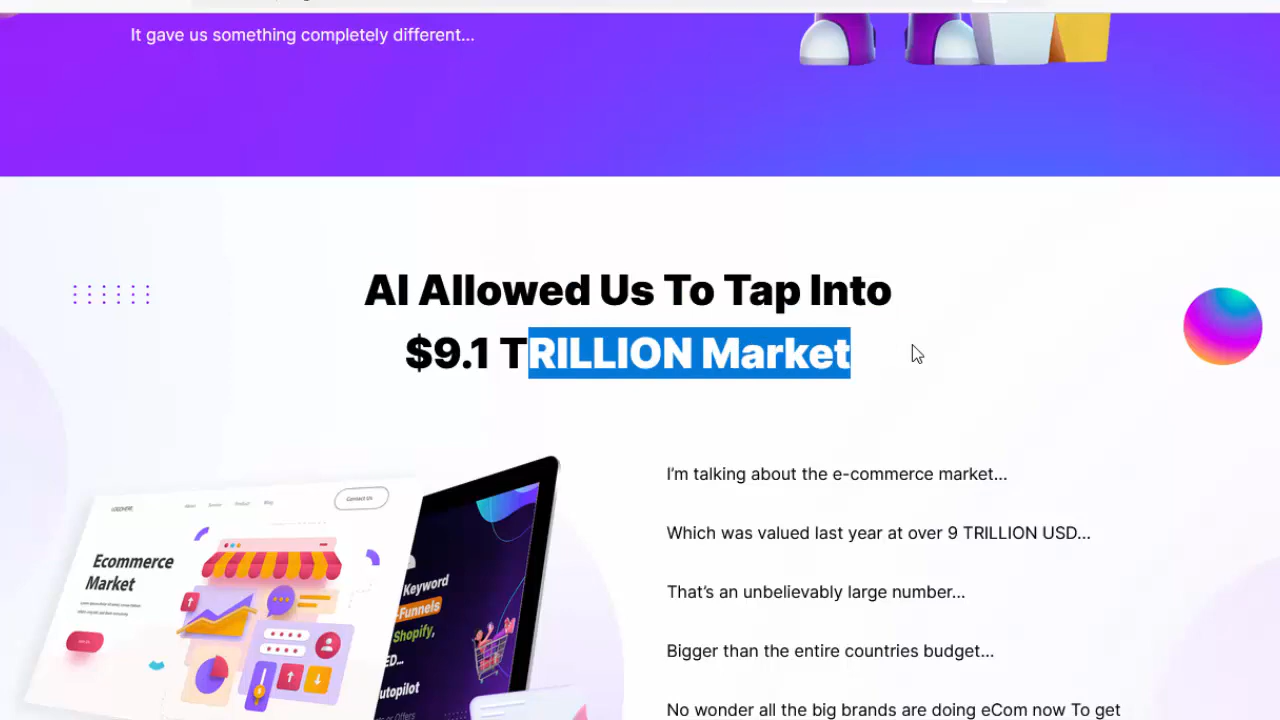 It gave us something completely different...
AI Allowed Us To Tap Into
$9.1 TRILLION Market
I'm talking about the e-commerce market...
Which was valued last year at over 9 TRILLION USD...
That's an unbelievably large number...
Bigger than the entire countries budget...
No wonder all the big brands are doing eCom now To get
Contact Us
Ecommerce
Market
Keyword
-Funnels
Shopify,
ED...
utopilot